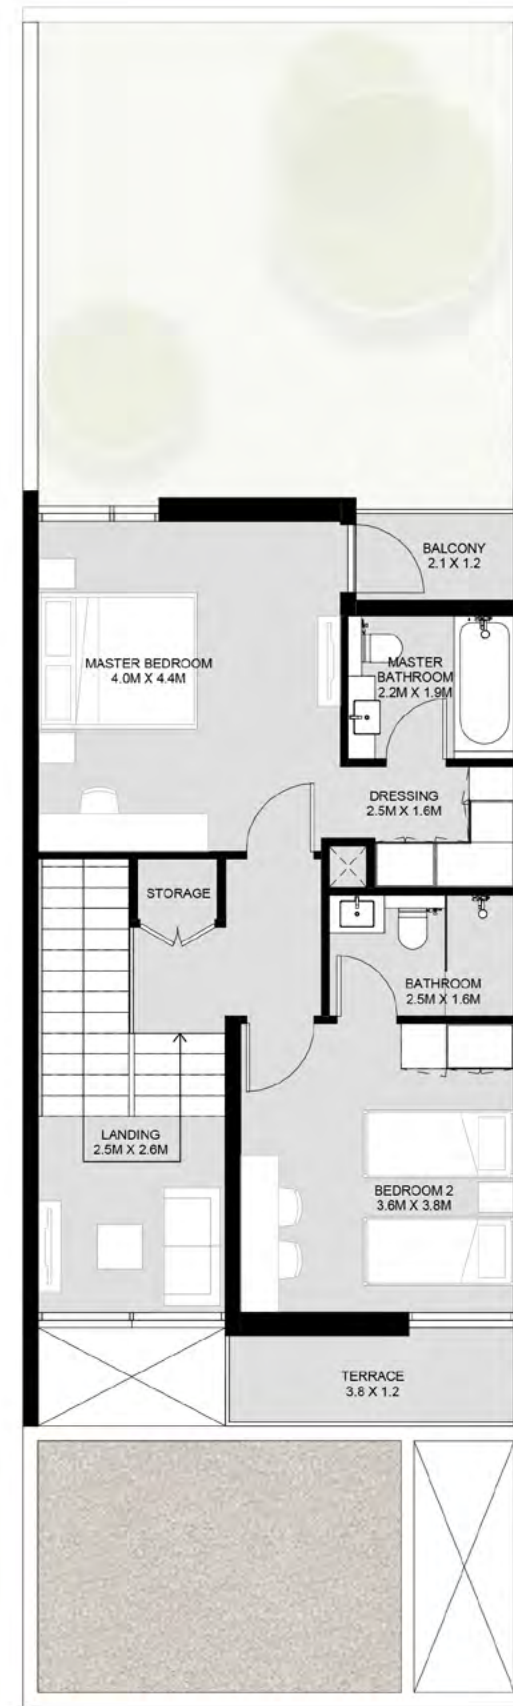 BALCONY
2.1 X 1.2
MASTER BEDROOM
4.0M X 4.4M
MASTER
BATHROOM
2.2M X 1.9M
DRESSING
2.5M X 1.6M
STORAGE
BATHROOM
2.5M X 1.6M
LANDING
2.5M X 2.6M
BEDROOM 2
3.6M X 3.8M
TERRACE
3.8 X 1.2